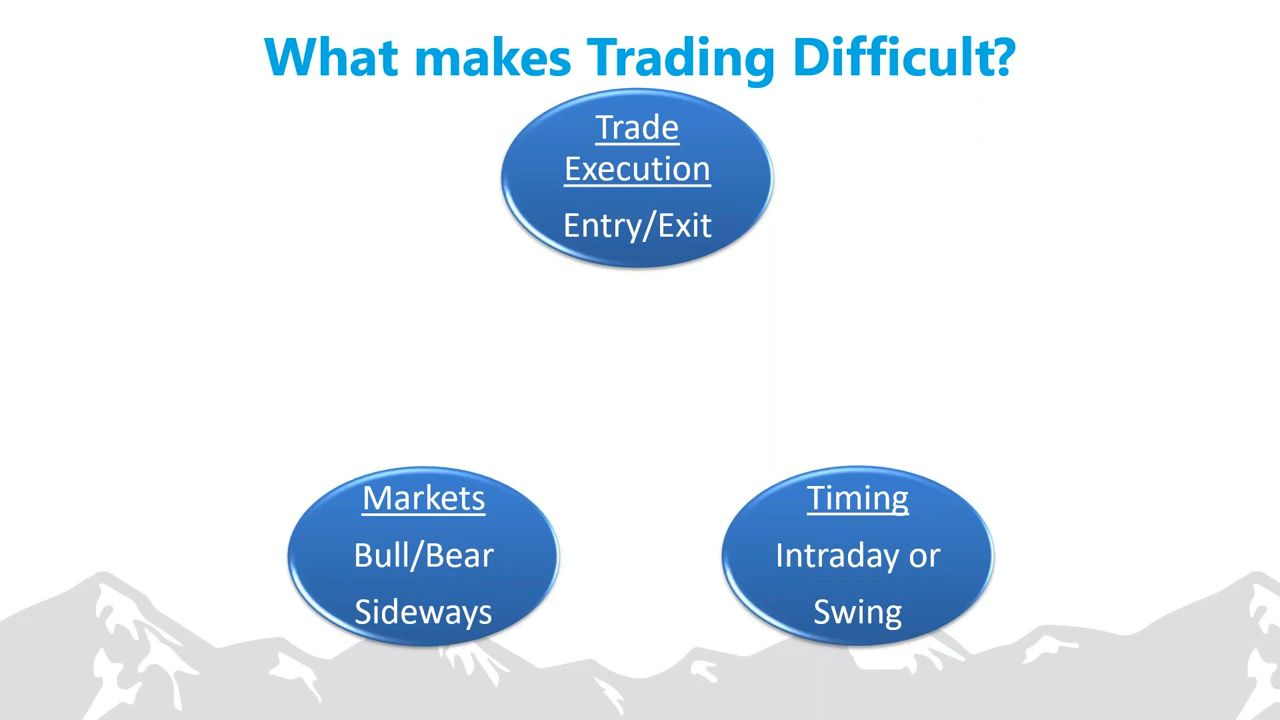 What makes Trading Difficult?
Trade
Execution
Entry/Exit
Markets
Bull/Bear
Sideways
Timing
Intraday or
Swing